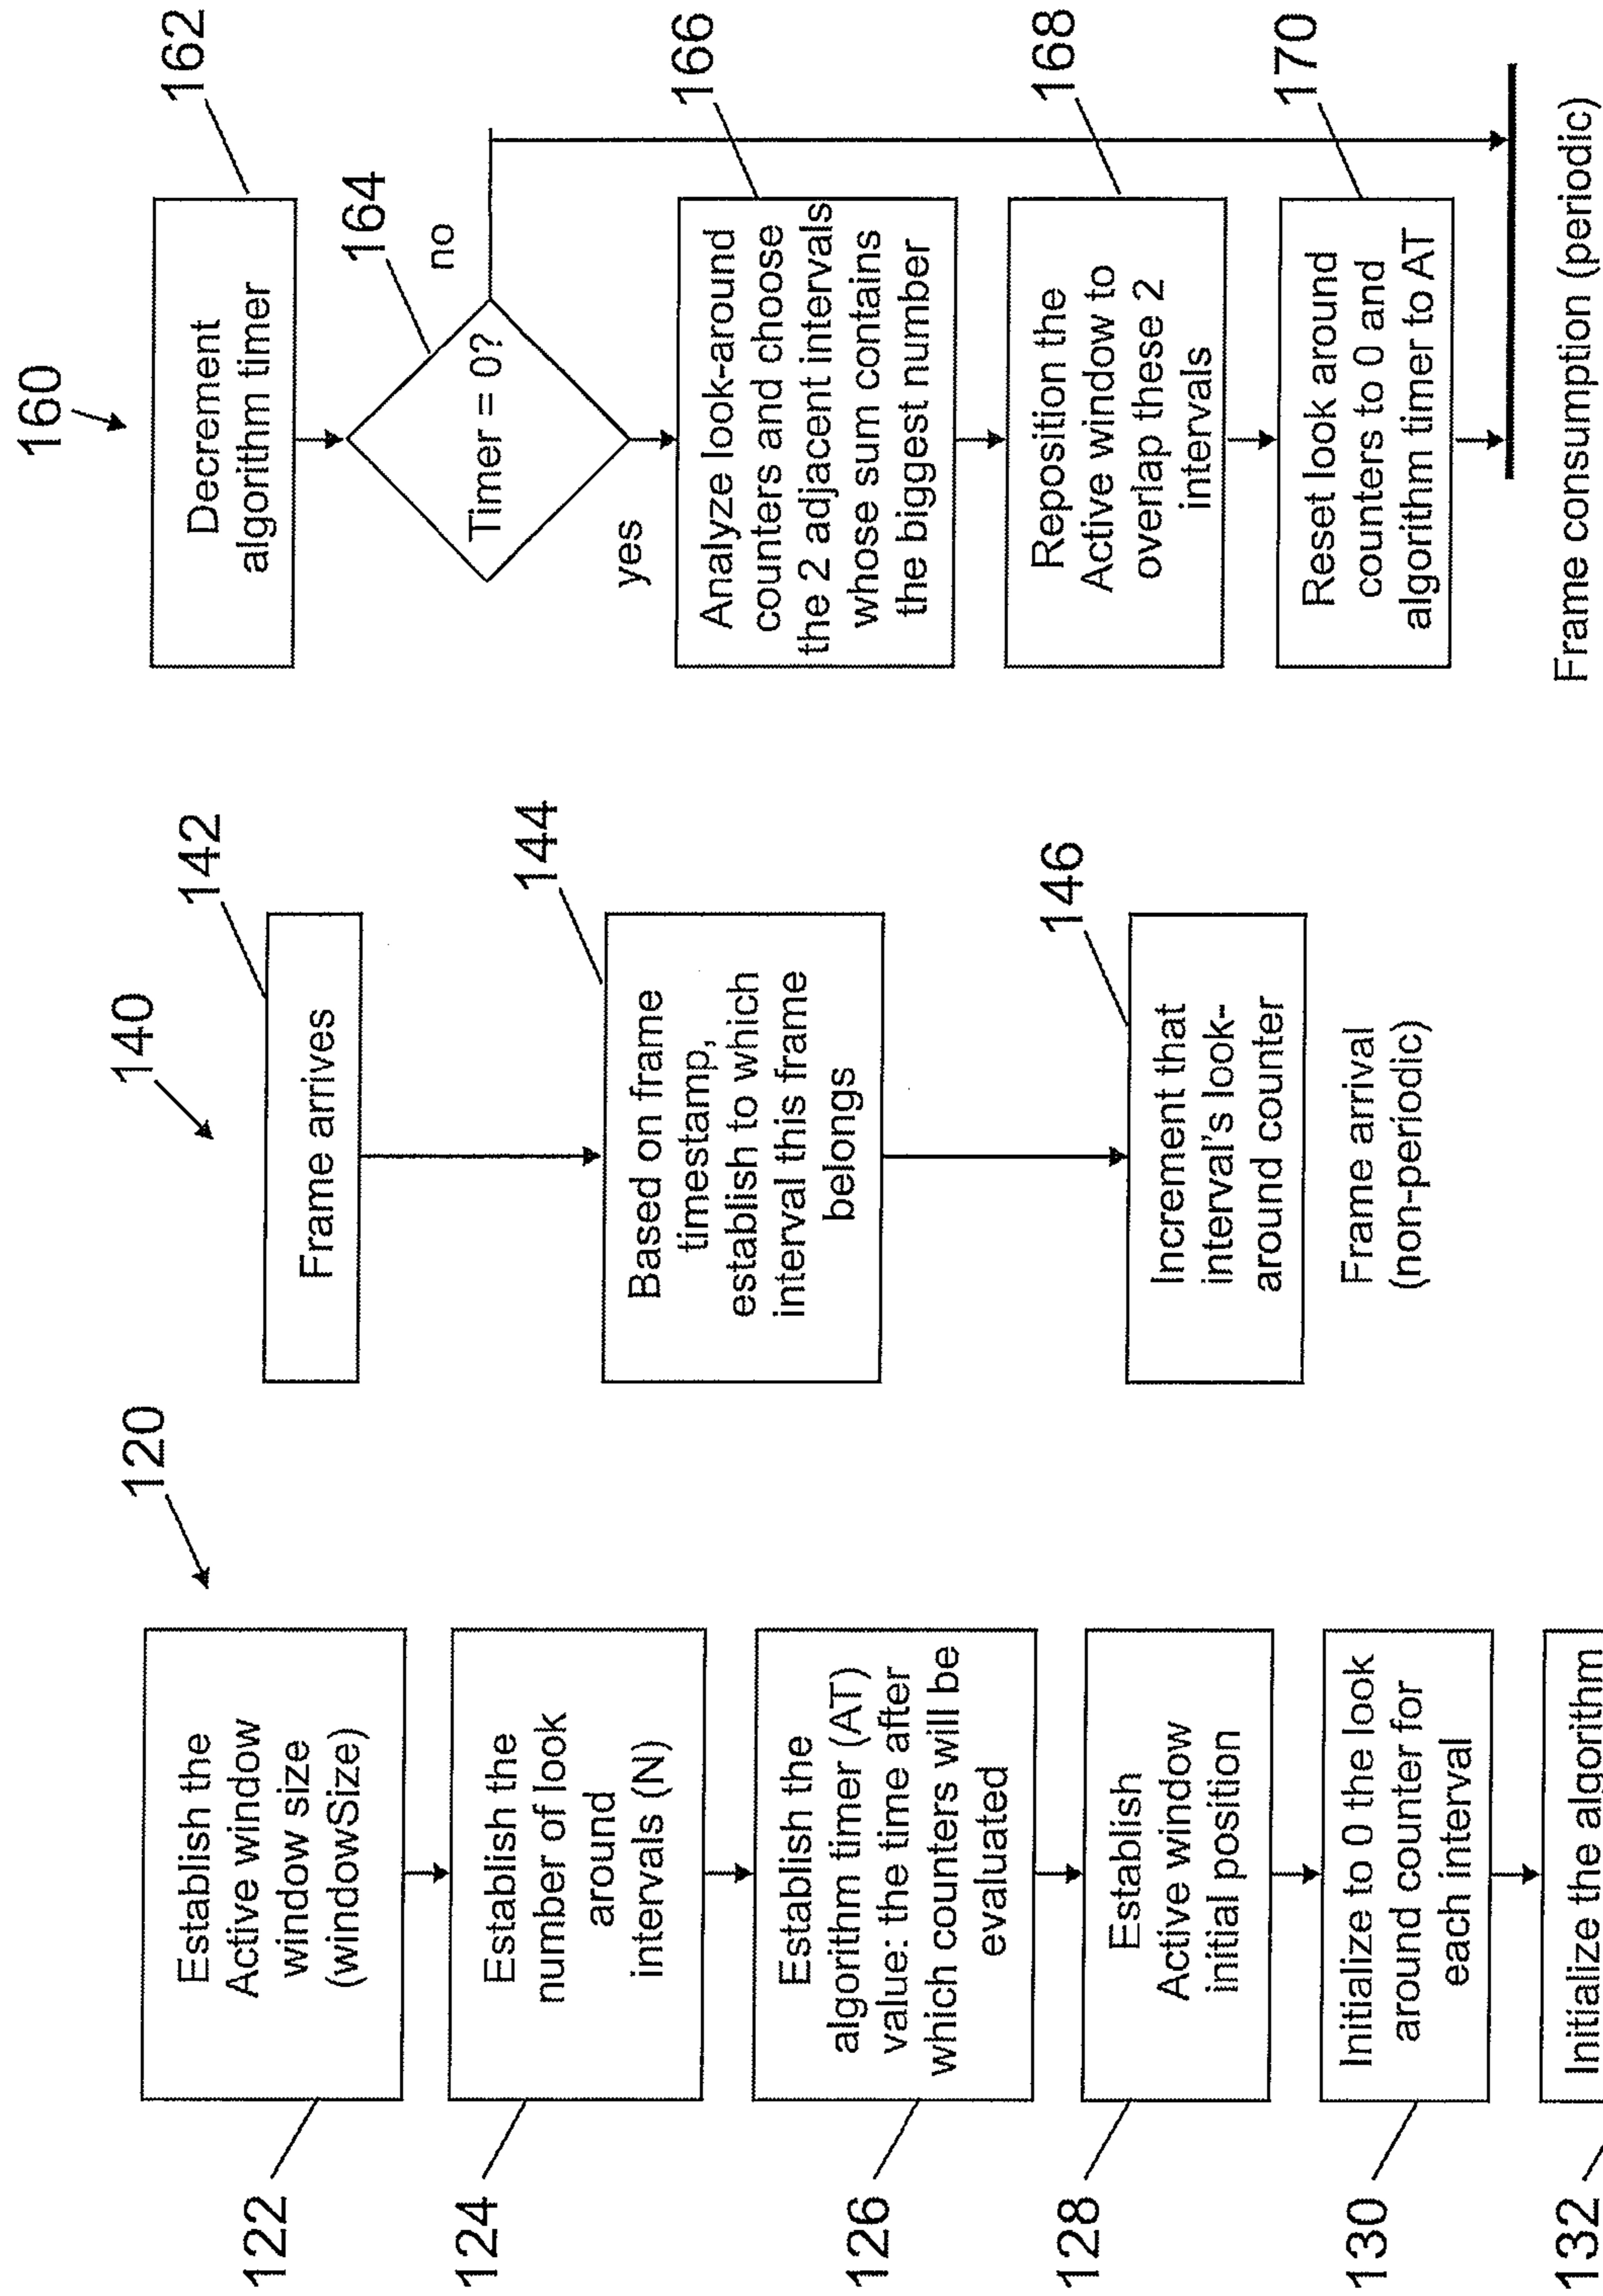 120
122
Establish the
Active window
window size
(windowSize)
124
Establish the
number of look
around
intervals (N)
126
Establish the
algorithm timer (AT)
value: the time after
which counters will be
evaluated
128
Establish
Active window
initial position
130
Initialize to 0 the look
around counter for
each interval
132
Initialize the algorithm
140
142
Frame arrives
144
Based on frame
timestamp,
establish to which
interval this frame
belongs
146
Increment that
interval's look-
around counter
Frame arrival
(non-periodic)
160
162
Decrement
algorithm timer
164
Timer = 0?
no
yes
166
Analyze look-around
counters and choose
the 2 adjacent intervals
whose sum contains
the biggest number
168
Reposition the
Active window to
overlap these 2
intervals
170
Reset look around
counters to 0 and
algorithm timer to AT
Frame consumption (periodic)